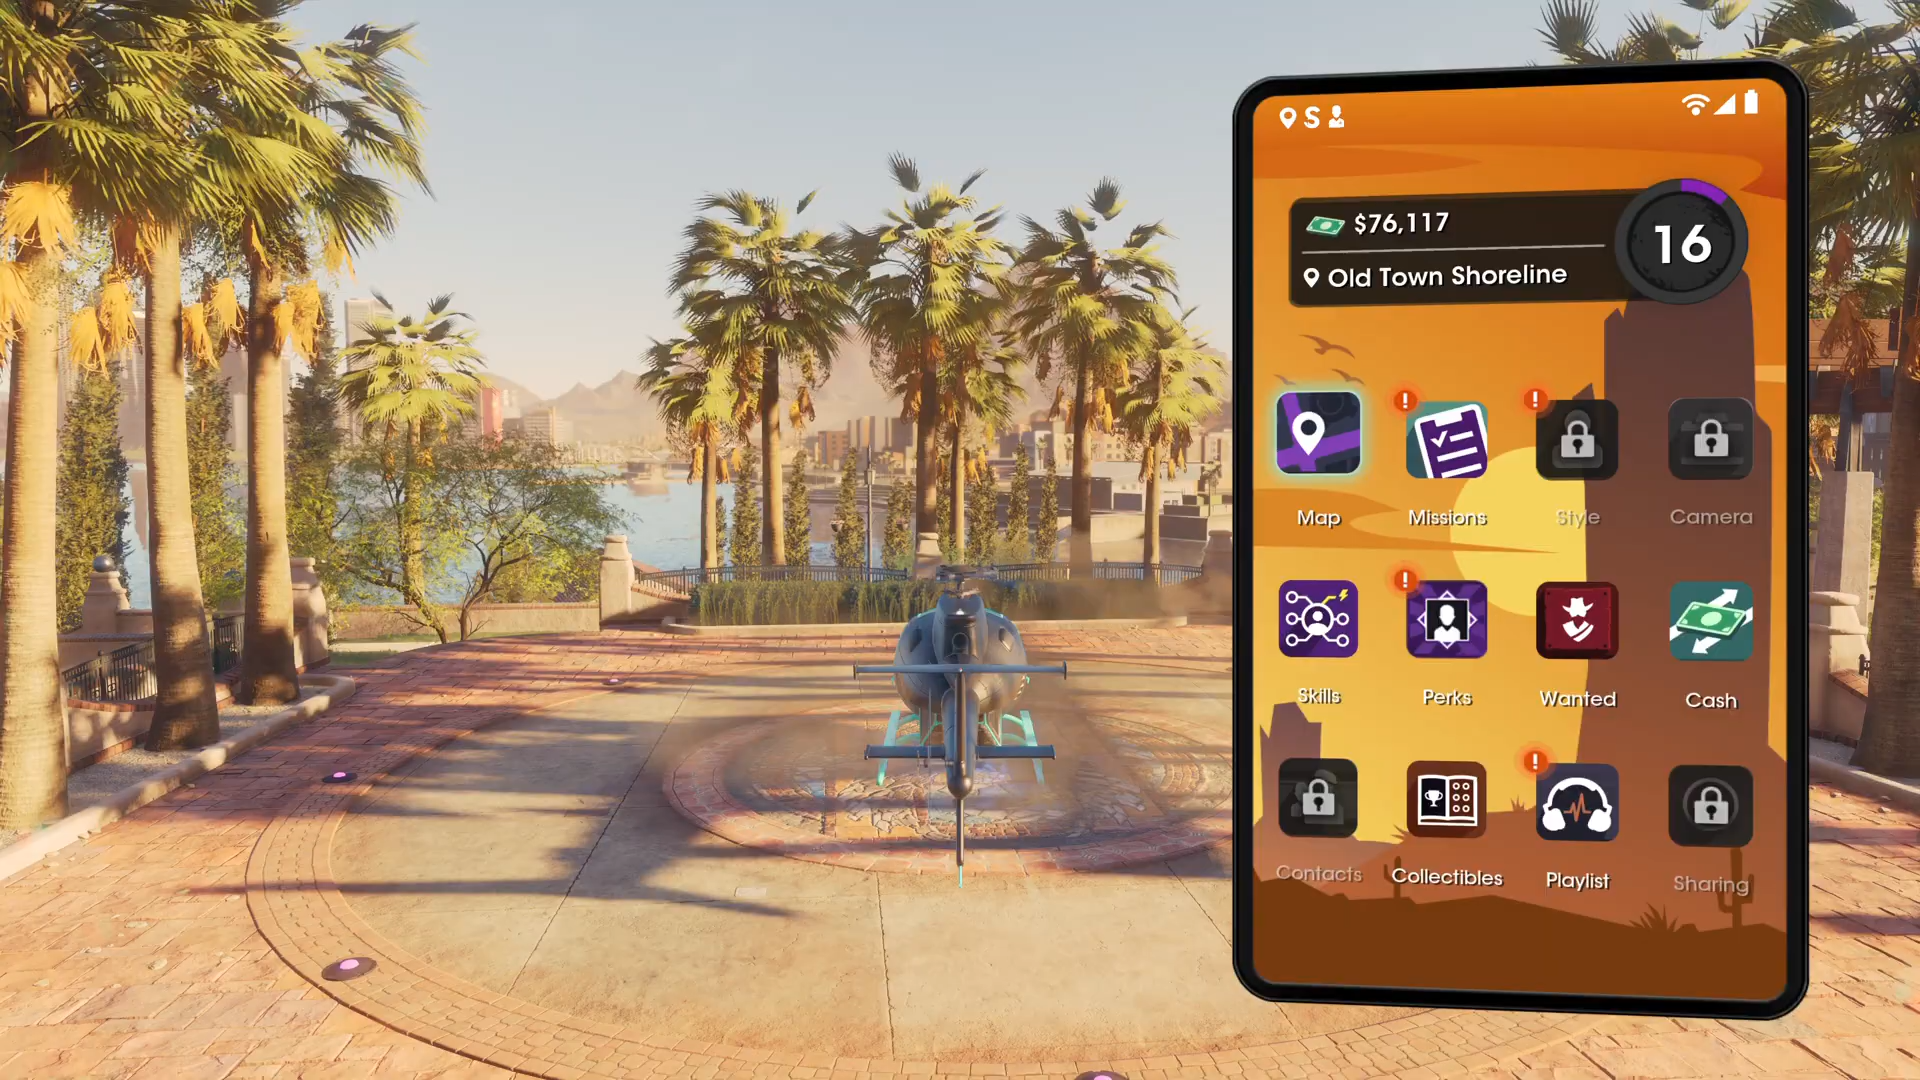 S
$76,117
16
Old Town Shoreline
!
!
Map
Missions
Style
Camera
!
Skills
Perks
Wanted
Cash
!
Contacts
Collectibles
Playlist
Sharing